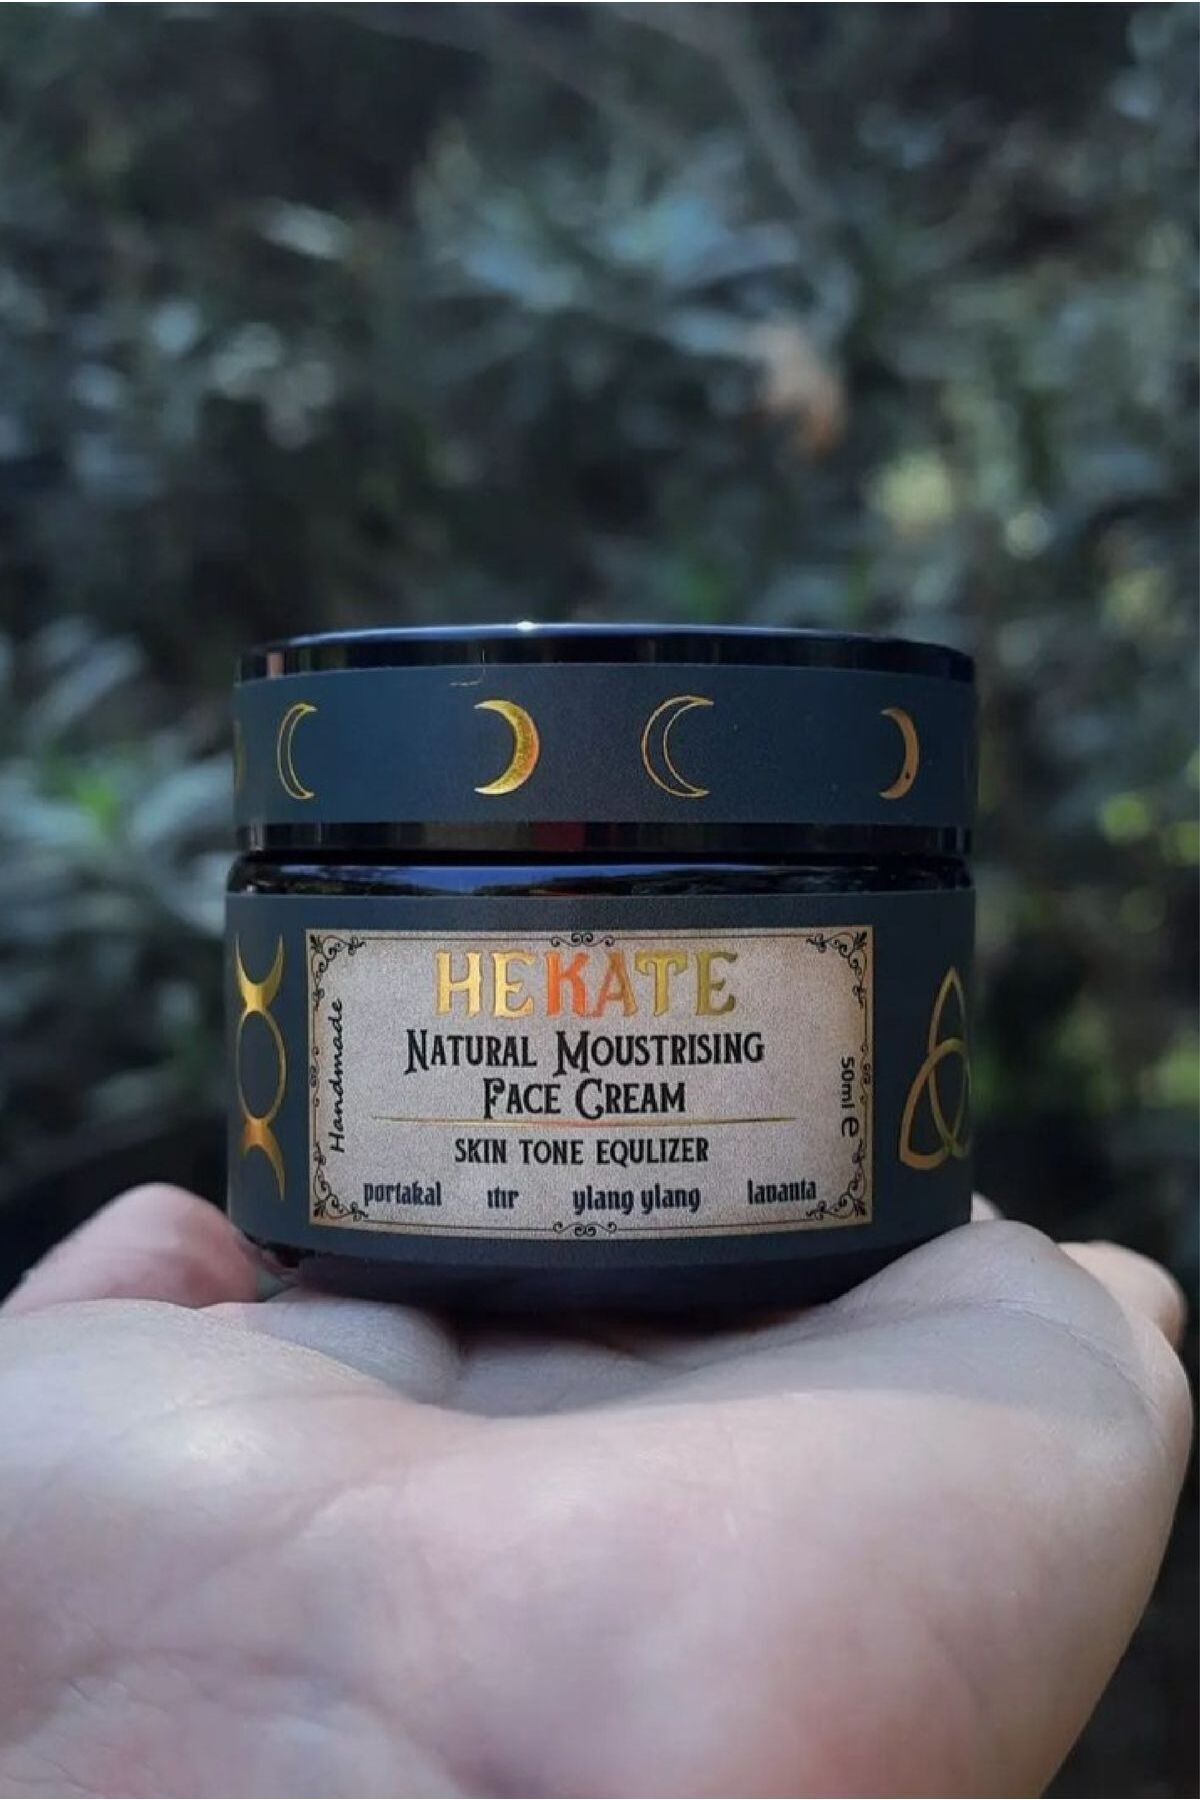 HEKATE
NATURAL MOUSTRISING
FACE CREAM
SKIN TONE EQULIZER
portakal ıtır ylang ylang lavanta
Handmade
50ml e